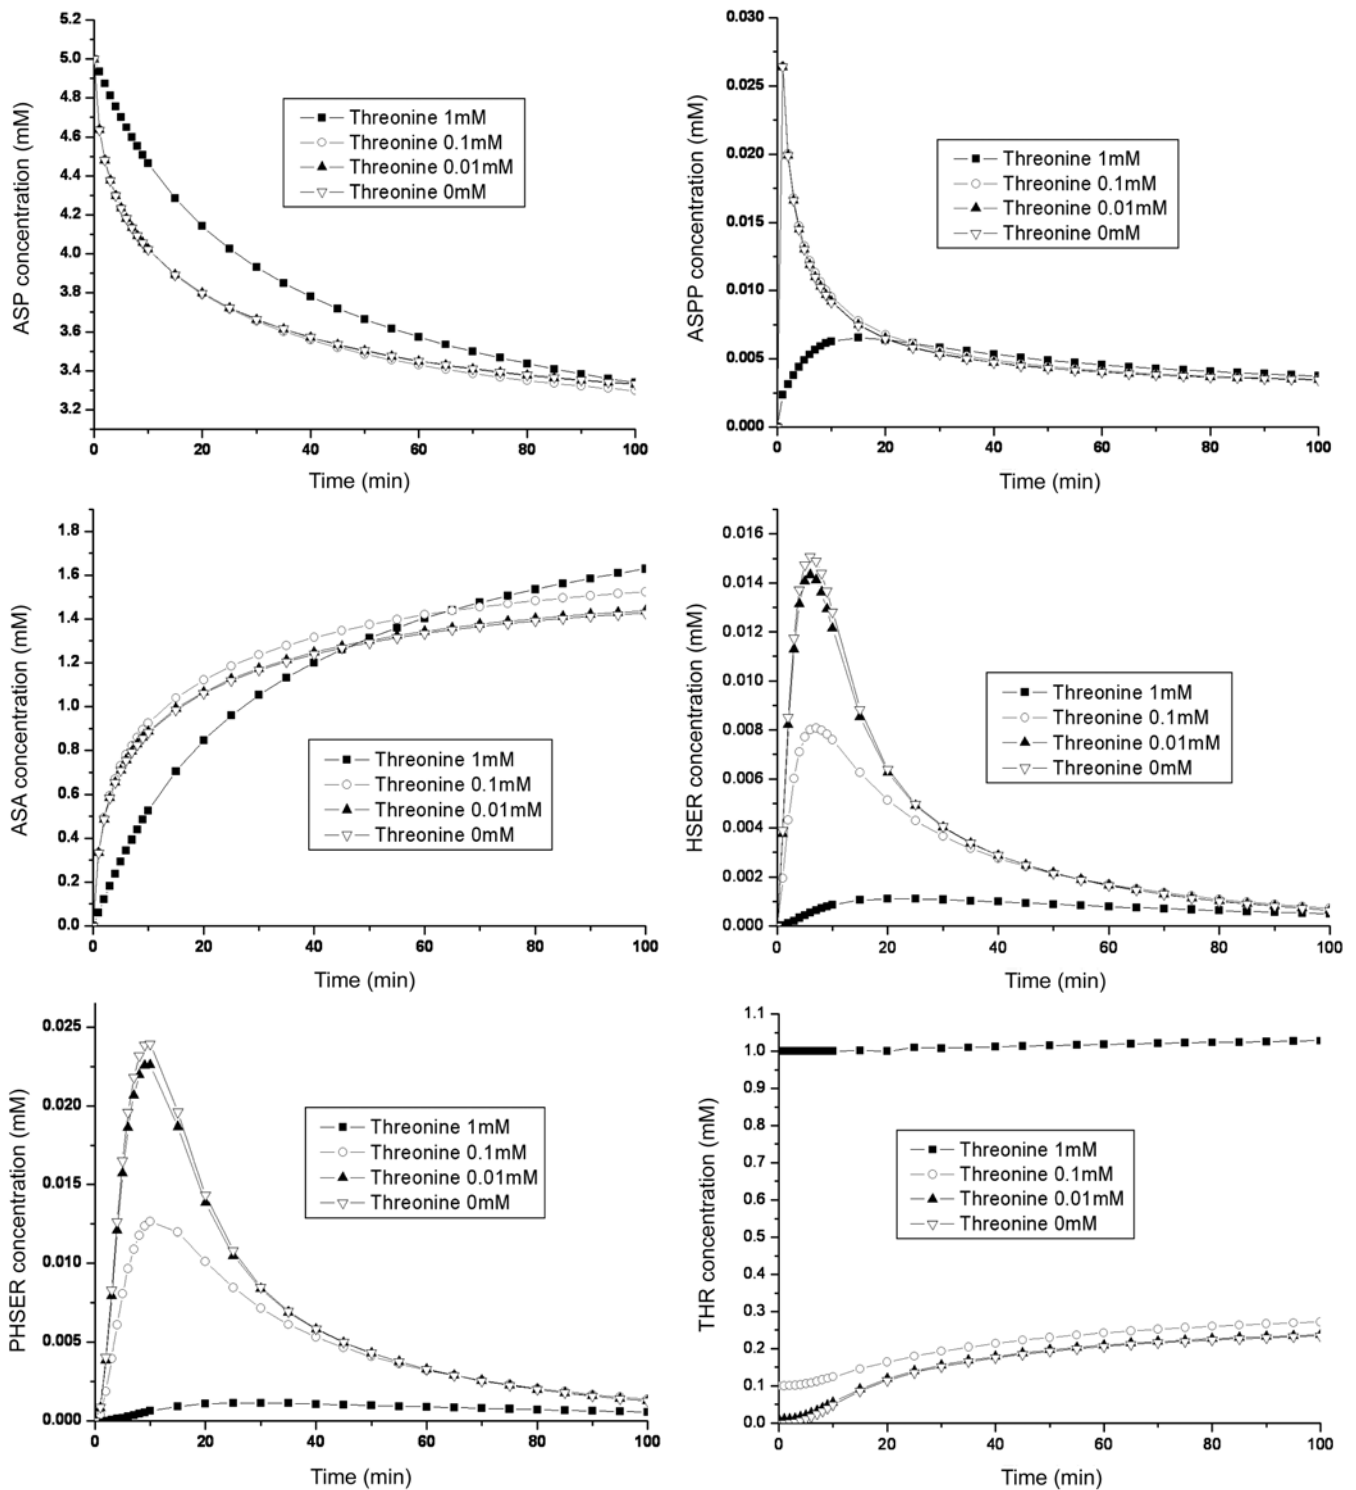 ASP concentration (mM)
5.2
5.0
4.8
4.6
4.4
4.2
4.0
3.8
3.6
3.4
3.2
Threonine 1mM
Threonine 0.1mM
Threonine 0.01mM
Threonine 0mM
0 20 40 60 80 100
Time (min)
ASPP concentration (mM)
0.030
0.025
0.020
0.015
0.010
0.005
0.000
Threonine 1mM
Threonine 0.1mM
Threonine 0.01mM
Threonine 0mM
0 20 40 60 80 100
Time (min)
ASA concentration (mM)
1.8
1.6
1.4
1.2
1.0
0.8
0.6
0.4
0.2
0.0
Threonine 1mM
Threonine 0.1mM
Threonine 0.01mM
Threonine 0mM
0 20 40 60 80 100
Time (min)
HSER concentration (mM)
0.016
0.014
0.012
0.010
0.008
0.006
0.004
0.002
0.000
Threonine 1mM
Threonine 0.1mM
Threonine 0.01mM
Threonine 0mM
0 20 40 60 80 100
Time (min)
PHSER concentration (mM)
0.025
0.020
0.015
0.010
0.005
0.000
Threonine 1mM
Threonine 0.1mM
Threonine 0.01mM
Threonine 0mM
0 20 40 60 80 100
Time (min)
THR concentration (mM)
1.1
1.0
0.9
0.8
0.7
0.6
0.5
0.4
0.3
0.2
0.1
0.0
Threonine 1mM
Threonine 0.1mM
Threonine 0.01mM
Threonine 0mM
0 20 40 60 80 100
Time (min)